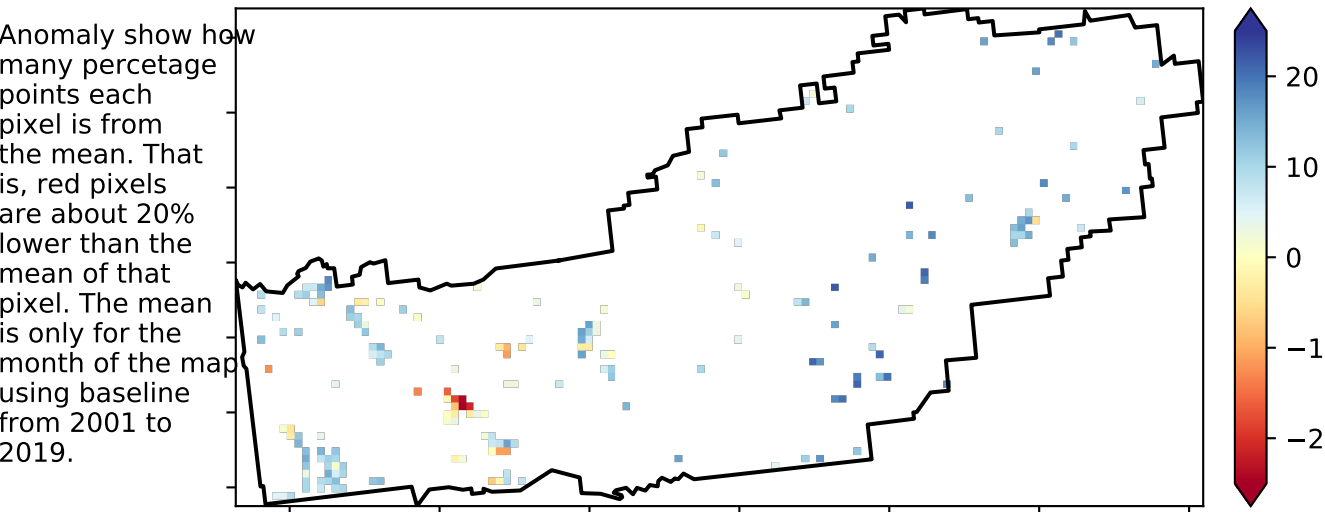 Anomaly show how
many percetage
points each
pixel is from
the mean. That
is, red pixels
are about 20%
lower than the
mean of that
pixel. The mean
is only for the
month of the map
using baseline
from 2001 to
2019.
20
10
0
−1
−2